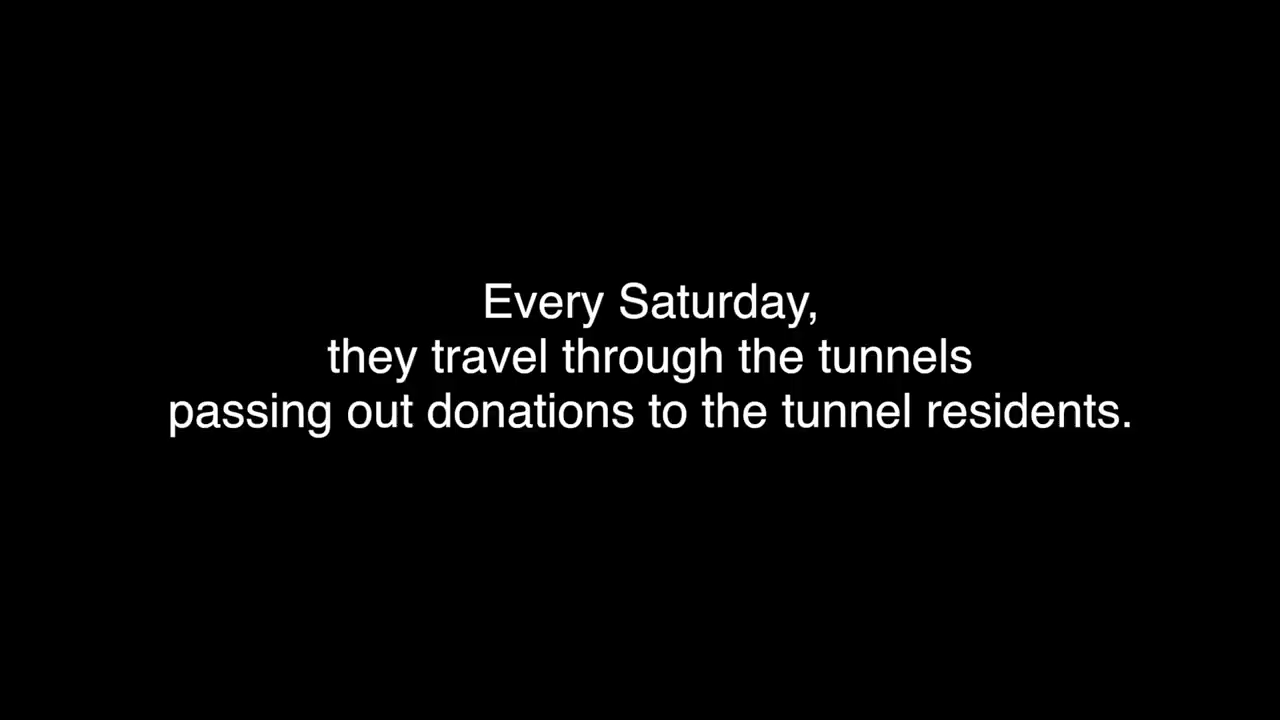 Every Saturday,
they travel through the tunnels
passing out donations to the tunnel residents.